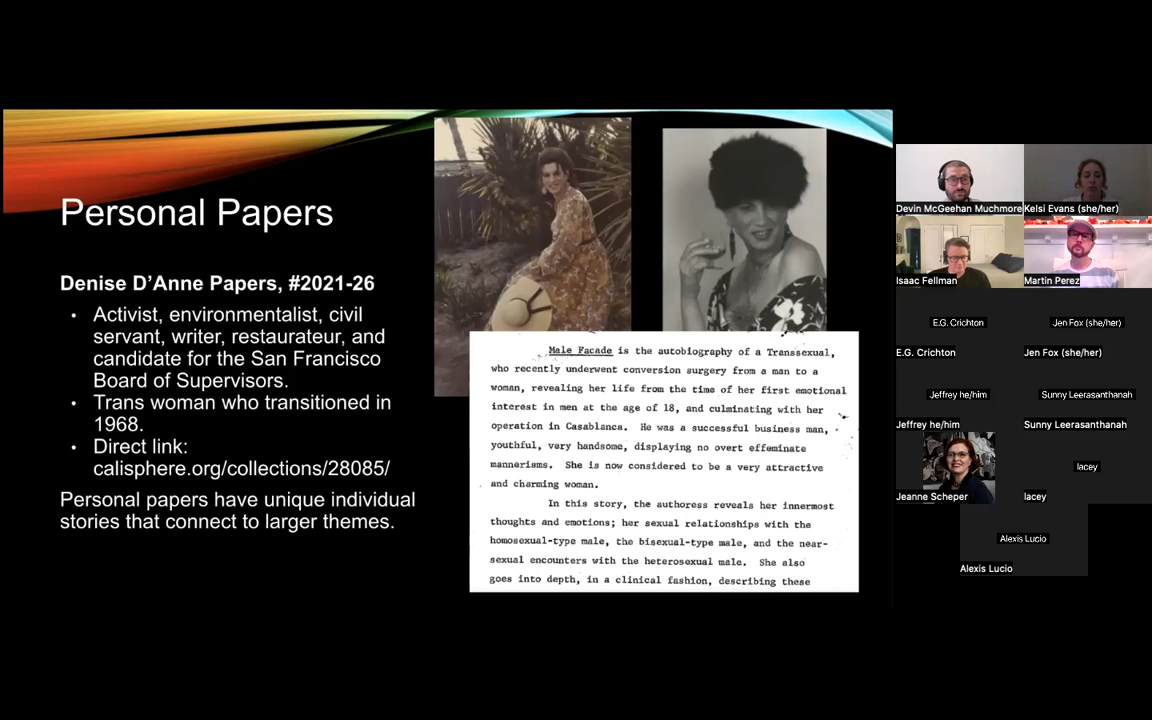 Personal Papers
Denise D'Anne Papers, #2021-26
• Activist, environmentalist, civil
servant, writer, restaurateur, and
candidate for the San Francisco
Board of Supervisors.
• Trans woman who transitioned in
1968.
• Direct link:
calisphere.org/collections/28085/
Personal papers have unique individual
stories that connect to larger themes.
Male Facade is the autobiography of a Transsexual,
who recently underwent conversion surgery from a man to a
woman, revealing her life from the time of her first emotional
interest in men at the age of 18, and culminating with her
operation in Casablanca. He was a successful business man,
youthful, very handsome, displaying no overt effeminate
mannerisms. She is now considered to be a very attractive
and charming woman.
In this story, the authoress reveals her innermost
thoughts and emotions; her sexual relationships with the
homosexual-type male, the bisexual-type male, and the near-
sexual encounters with the heterosexual male. She also
goes into depth, in a clinical fashion, describing these
Devin McGeehan Muchmore
Kelsi Evans (she/her)
Isaac Fellman
Martin Perez
E.G. Crichton
Jen Fox (she/her)
E.G. Crichton
Jen Fox (she/her)
Jeffrey he/him
Sunny Leerasanthanah
Jeffrey he/him
Sunny Leerasanthanah
lacey
Jeanne Scheper
lacey
Alexis Lucio
Alexis Lucio